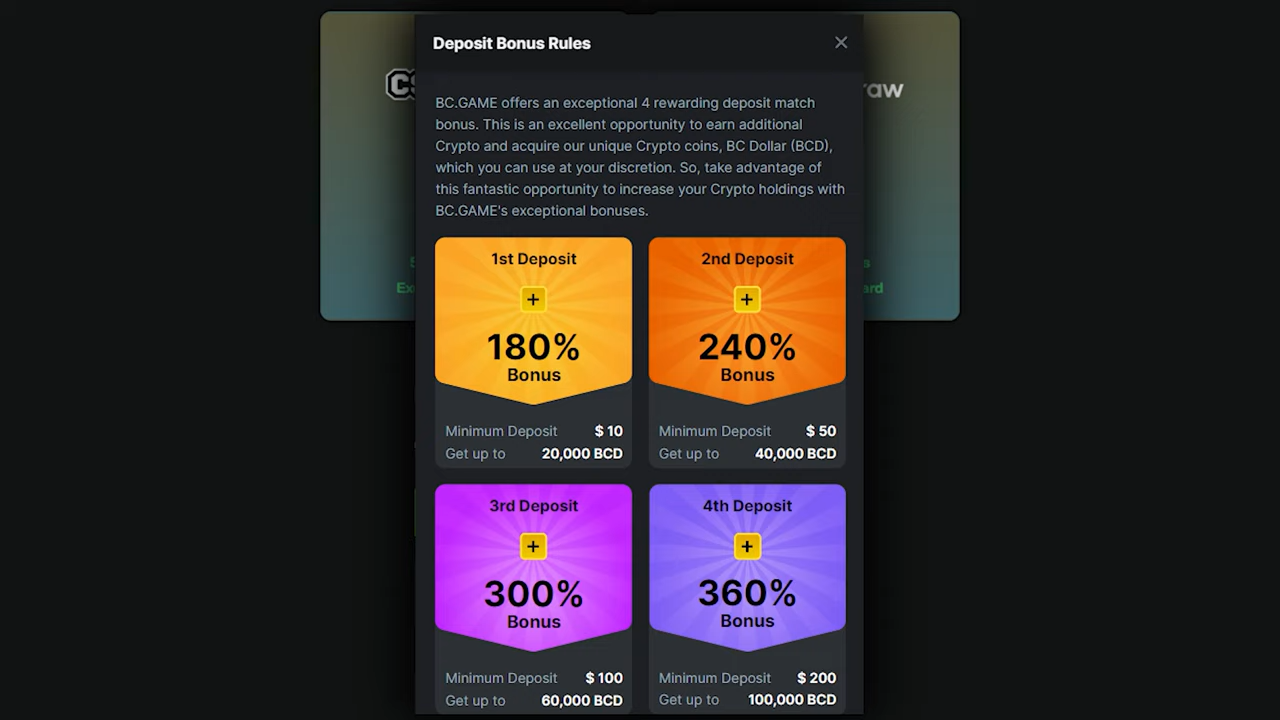 Deposit Bonus Rules
BC.GAME offers an exceptional 4 rewarding deposit match
bonus. This is an excellent opportunity to earn additional
Crypto and acquire our unique Crypto coins, BC Dollar (BCD),
which you can use at your discretion. So, take advantage of
this fantastic opportunity to increase your Crypto holdings with
BC.GAME's exceptional bonuses.
1st Deposit
+
180%
Bonus
Minimum Deposit $ 10
Get up to 20,000 BCD
2nd Deposit
+
240%
Bonus
Minimum Deposit $ 50
Get up to 40,000 BCD
3rd Deposit
+
300%
Bonus
Minimum Deposit $ 100
Get up to 60,000 BCD
4th Deposit
+
360%
Bonus
Minimum Deposit $ 200
Get up to 100,000 BCD